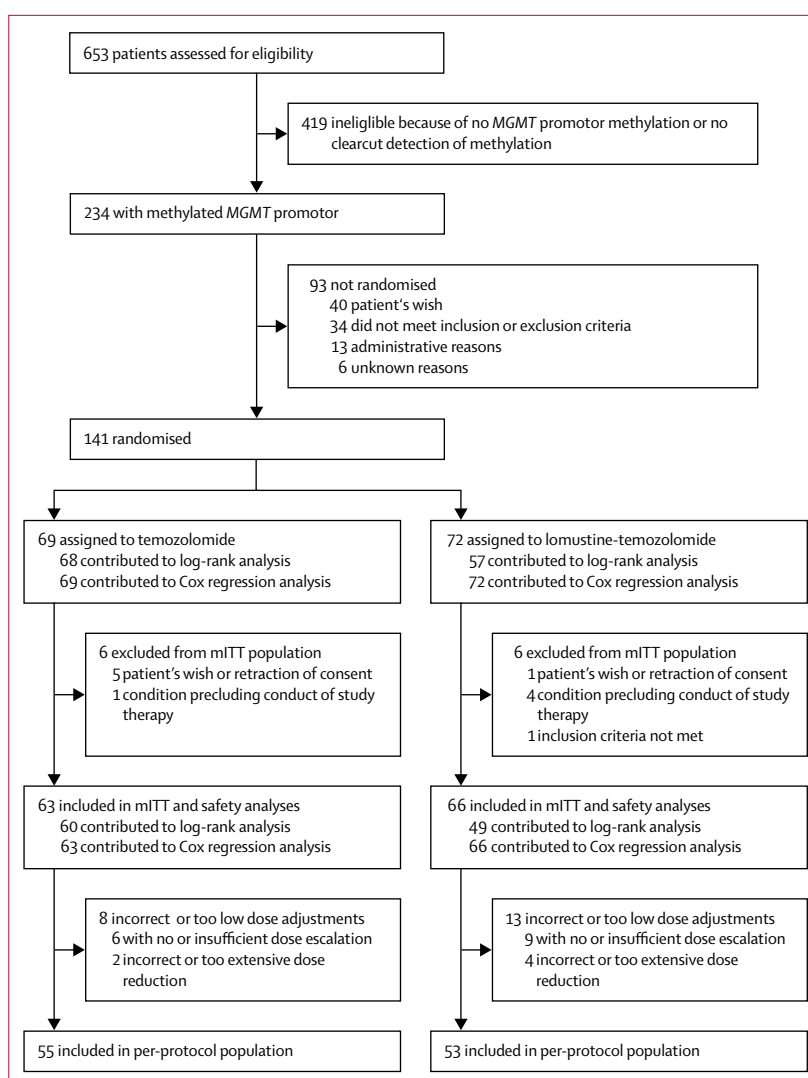 653 patients assessed for eligibility
419 ineligible because of no MGMT promotor methylation or no
clearcut detection of methylation
234 with methylated MGMT promotor
93 not randomised
40 patient's wish
34 did not meet inclusion or exclusion criteria
13 administrative reasons
6 unknown reasons
141 randomised
69 assigned to temozolomide
68 contributed to log-rank analysis
69 contributed to Cox regression analysis
72 assigned to lomustine-temozolomide
57 contributed to log-rank analysis
72 contributed to Cox regression analysis
6 excluded from mITT population
5 patient's wish or retraction of consent
1 condition precluding conduct of study
therapy
6 excluded from mITT population
1 patient's wish or retraction of consent
4 condition precluding conduct of study
therapy
1 inclusion criteria not met
63 included in mITT and safety analyses
60 contributed to log-rank analysis
63 contributed to Cox regression analysis
66 included in mITT and safety analyses
49 contributed to log-rank analysis
66 contributed to Cox regression analysis
8 incorrect or too low dose adjustments
6 with no or insufficient dose escalation
2 incorrect or too extensive dose
reduction
13 incorrect or too low dose adjustments
9 with no or insufficient dose escalation
4 incorrect or too extensive dose
reduction
55 included in per-protocol population
53 included in per-protocol population